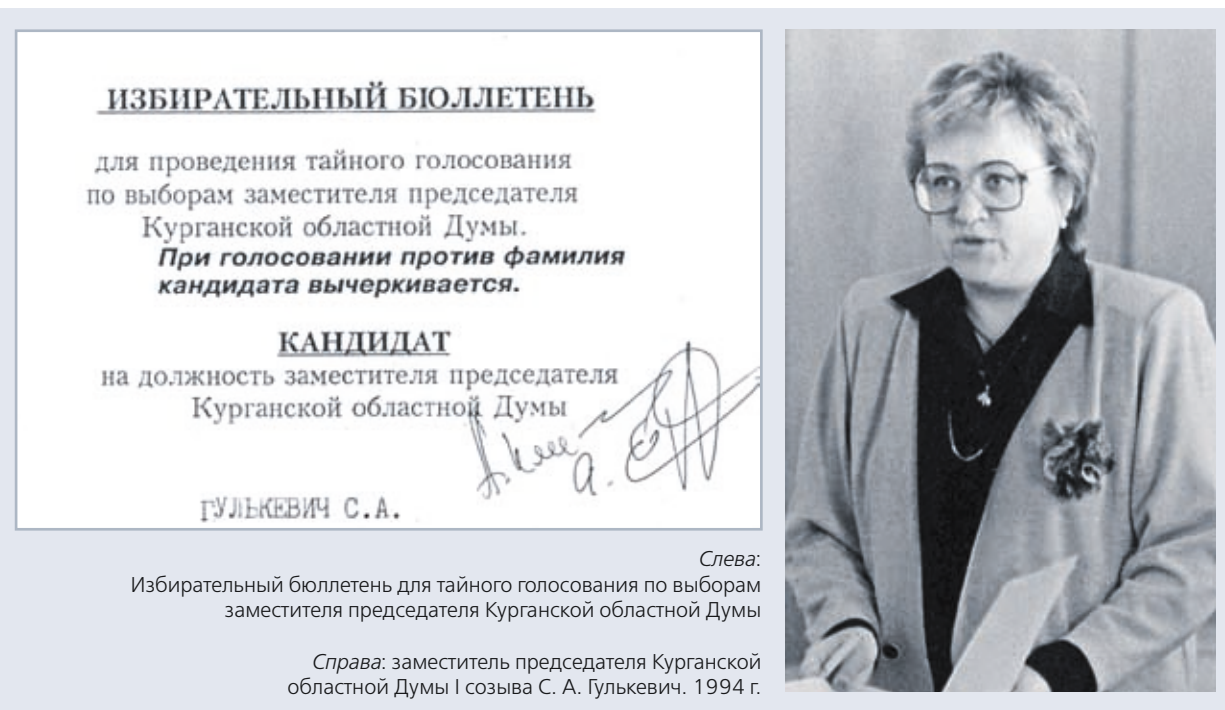 ИЗБИРАТЕЛЬНЫЙ БЮЛЛЕТЕНЬ
для проведения тайного голосования
по выборам заместителя председателя
Курганской областной Думы.
При голосовании против фамилия
кандидата вычеркивается.
КАНДИДАТ
на должность заместителя председателя
Курганской областной Думы
ГУЛЬКЕВИЧ С.А.
Слева:
Избирательный бюллетень для тайного голосования по выборам
заместителя председателя Курганской областной Думы
Справа: заместитель председателя Курганской
областной Думы I созыва С. А. Гулькевич. 1994 г.